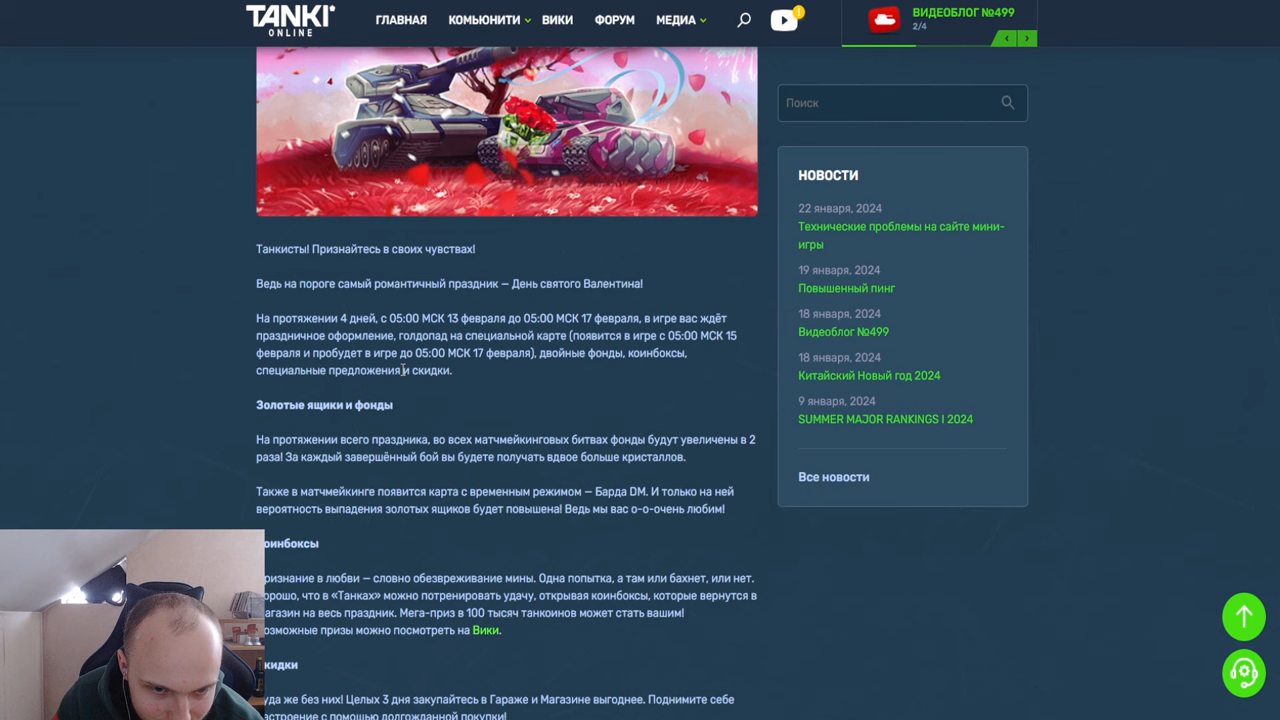 TANKI
ONLINE
ГЛАВНАЯ
КОМЬЮНИТИ
ВИКИ
ФОРУМ
МЕДИА
1
ВИДЕОБЛОГ №499
2/4
Танкисты! Признайтесь в своих чувствах!
Ведь на пороге самый романтичный праздник — День святого Валентина!
На протяжении 4 дней, с 05:00 МСК 13 февраля до 05:00 МСК 17 февраля, в игре вас ждёт
праздничное оформление, голдопад на специальной карте (появится в игре с 05:00 МСК 15
февраля и пробудет в игре до 05:00 МСК 17 февраля), двойные фонды, коинбоксы,
специальные предложения и скидки.
Золотые ящики и фонды
На протяжении всего праздника, во всех матчмейкинговых битвах фонды будут увеличены в 2
раза! За каждый завершённый бой вы будете получать вдвое больше кристаллов.
Также в матчмейкинге появится карта с временным режимом — Барда DM. И только на ней
вероятность выпадения золотых ящиков будет повышена! Ведь мы вас о-о-очень любим!
оинбоксы
ризнание в любви — словно обезвреживание мины. Одна попытка, а там или бахнет, или нет.
орошо, что в «Танках» можно потренировать удачу, открывая коинбоксы, которые вернутся в
агазин на весь праздник. Мега-приз в 100 тысяч танкоинов может стать вашим!
озможные призы можно посмотреть на Вики.
кидки
уда же без них! Целых 3 дня закупайтесь в Гараже и Магазине выгоднее. Поднимите себе
астроение с помощью долгожданной покупки!
Поиск
НОВОСТИ
22 января, 2024
Технические проблемы на сайте мини-
игры
19 января, 2024
Повышенный пинг
18 января, 2024
Видеоблог №499
18 января, 2024
Китайский Новый год 2024
9 января, 2024
SUMMER MAJOR RANKINGS I 2024
Все новости